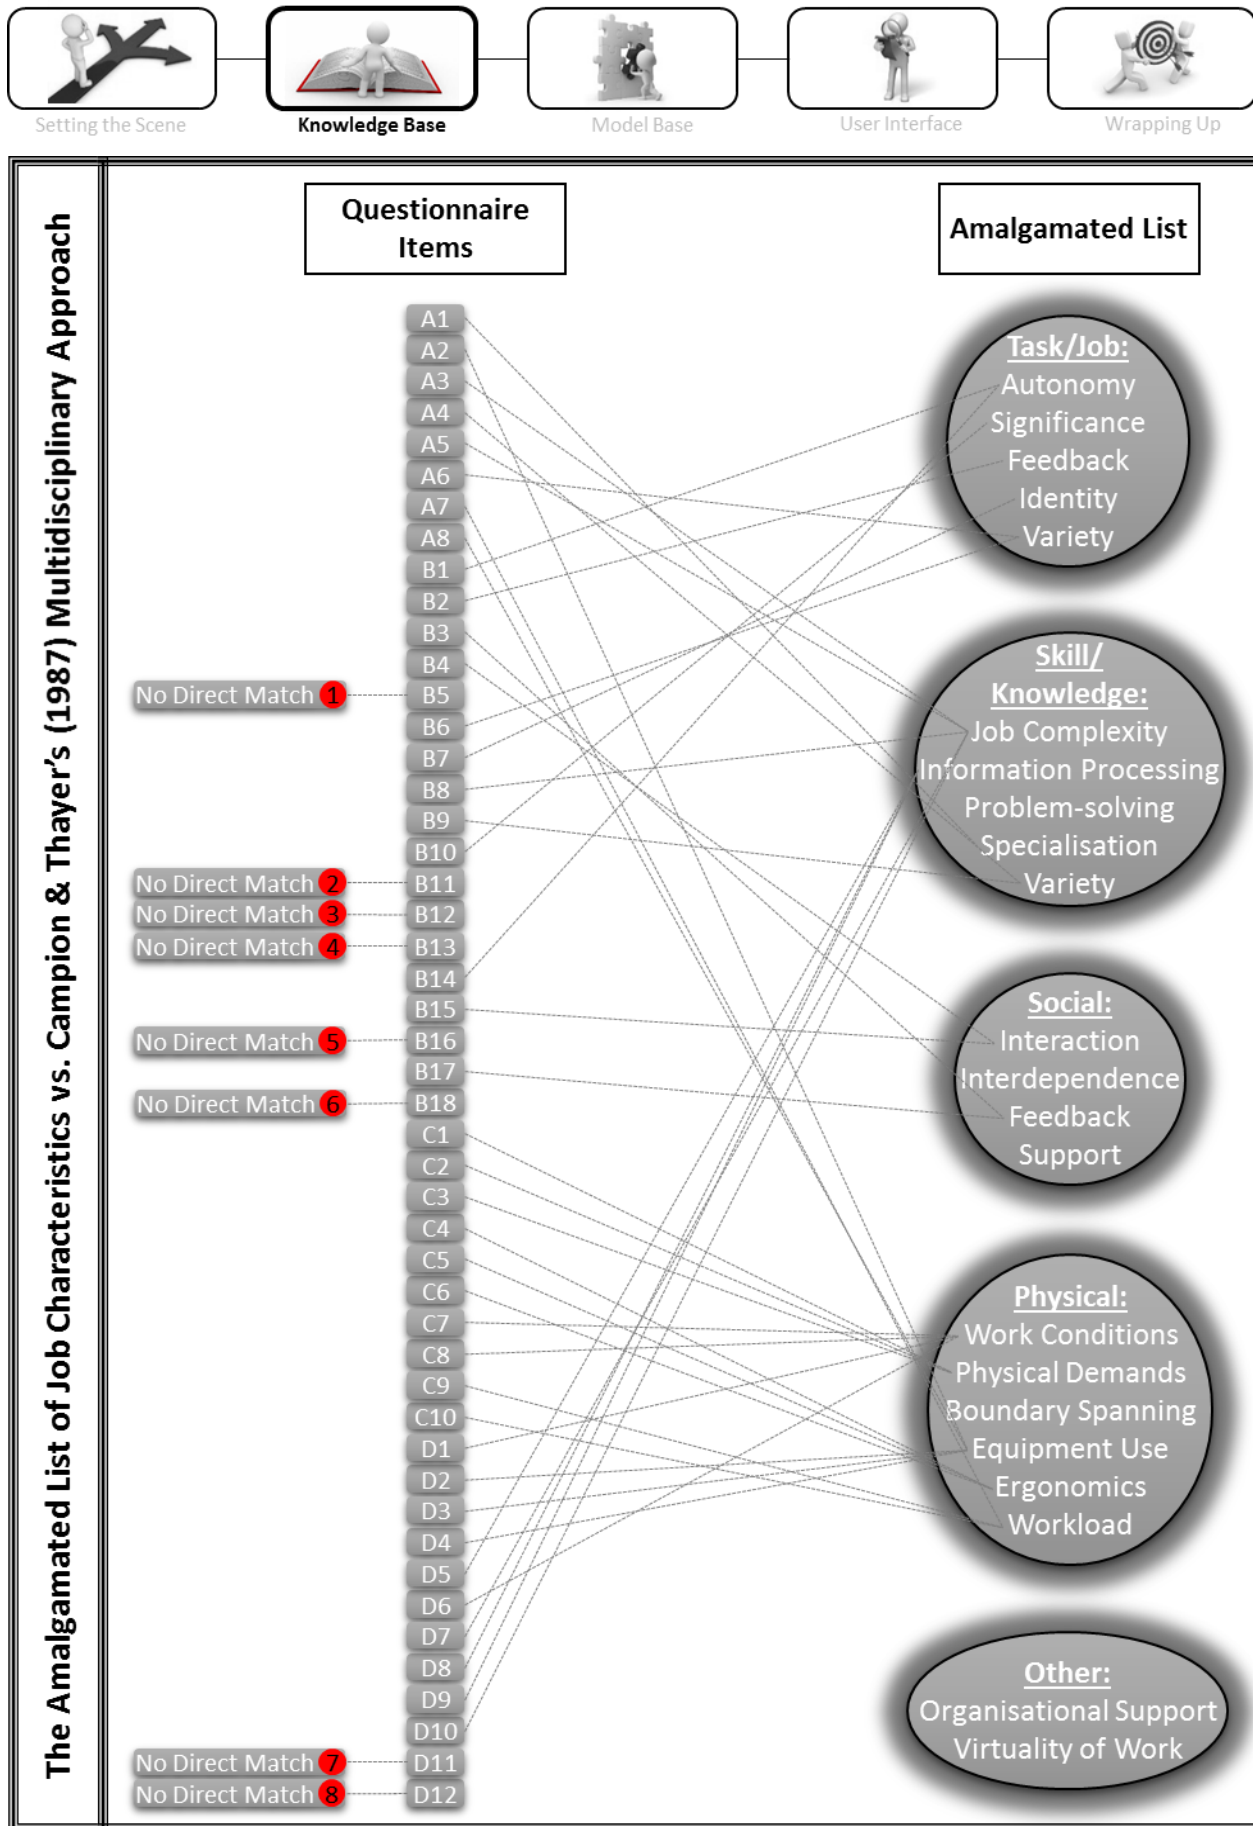 Setting the Scene
Knowledge Base
Model Base
User Interface
Wrapping Up
The Amalgamated List of Job Characteristics vs. Campion & Thayer's (1987) Multidisciplinary Approach
Questionnaire
Items
Amalgamated List
A1
A2
A3
A4
A5
A6
A7
A8
B1
B2
B3
B4
No Direct Match 1 B5
B6
B7
B8
B9
B10
No Direct Match 2 B11
No Direct Match 3 B12
No Direct Match 4 B13
B14
B15
No Direct Match 5 B16
B17
No Direct Match 6 B18
C1
C2
C3
C4
C5
C6
C7
C8
C9
C10
D1
D2
D3
D4
D5
D6
D7
D8
D9
D10
No Direct Match 7 D11
No Direct Match 8 D12
Task/Job:
Autonomy
Significance
Feedback
Identity
Variety
Skill/
Knowledge:
Job Complexity
Information Processing
Problem-solving
Specialisation
Variety
Social:
Interaction
Interdependence
Feedback
Support
Physical:
Work Conditions
Physical Demands
Boundary Spanning
Equipment Use
Ergonomics
Workload
Other:
Organisational Support
Virtuality of Work